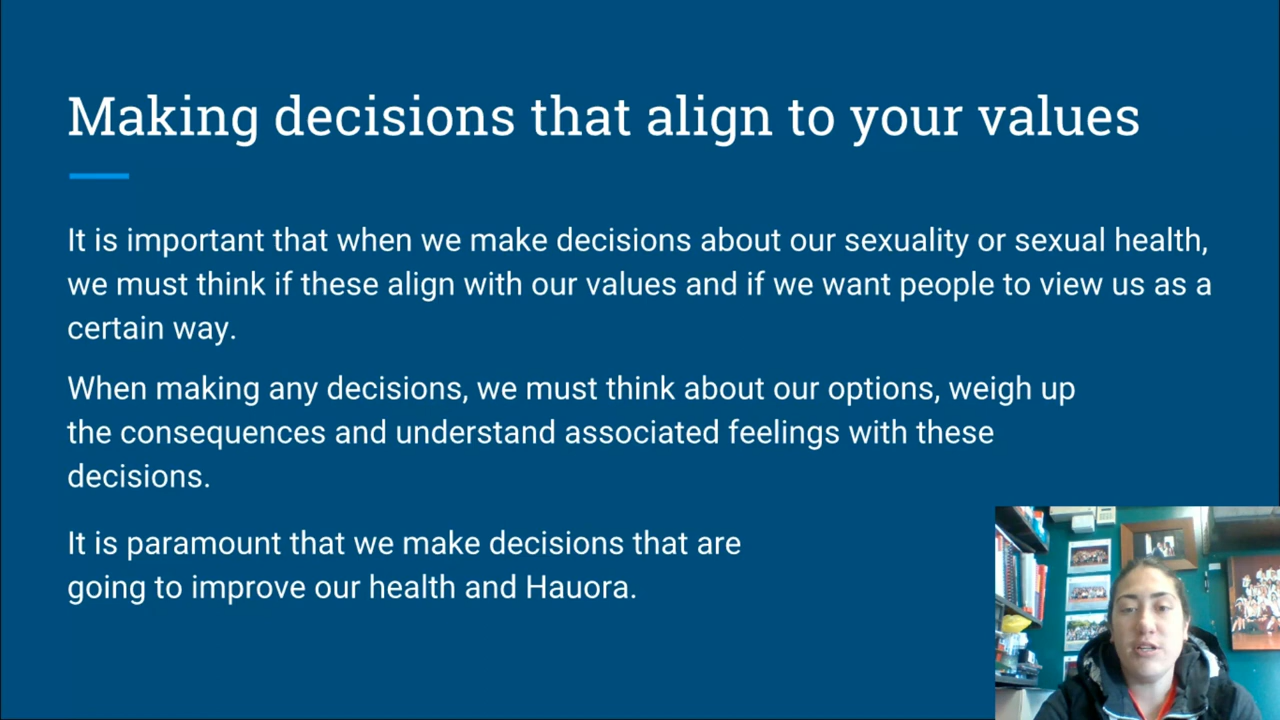 Making decisions that align to your values
It is important that when we make decisions about our sexuality or sexual health,
we must think if these align with our values and if we want people to view us as a
certain way.
When making any decisions, we must think about our options, weigh up
the consequences and understand associated feelings with these
decisions.
It is paramount that we make decisions that are
going to improve our health and Hauora.